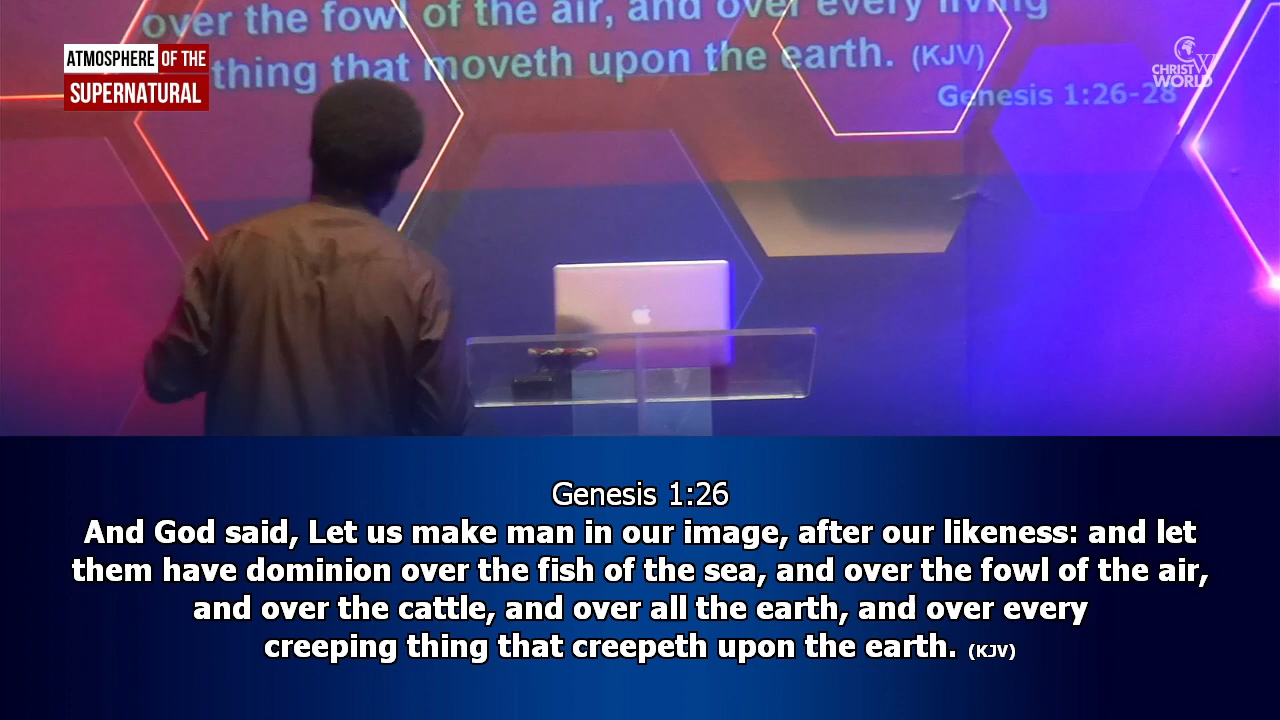 over the fowl of the air, and over every living
thing that moveth upon the earth. (KJV)
Genesis 1:26-28
ATMOSPHERE OF THE
SUPERNATURAL
CHRIST
WORLD
Genesis 1:26
And God said, Let us make man in our image, after our likeness: and let
them have dominion over the fish of the sea, and over the fowl of the air,
and over the cattle, and over all the earth, and over every
creeping thing that creepeth upon the earth. (KJV)